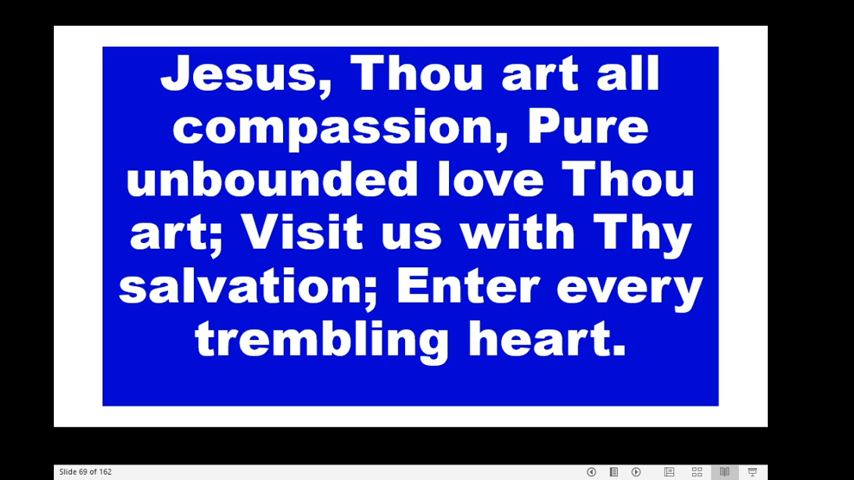 Jesus, Thou art all
compassion, Pure
unbounded love Thou
art; Visit us with Thy
salvation; Enter every
trembling heart.
Slide 69 of 162